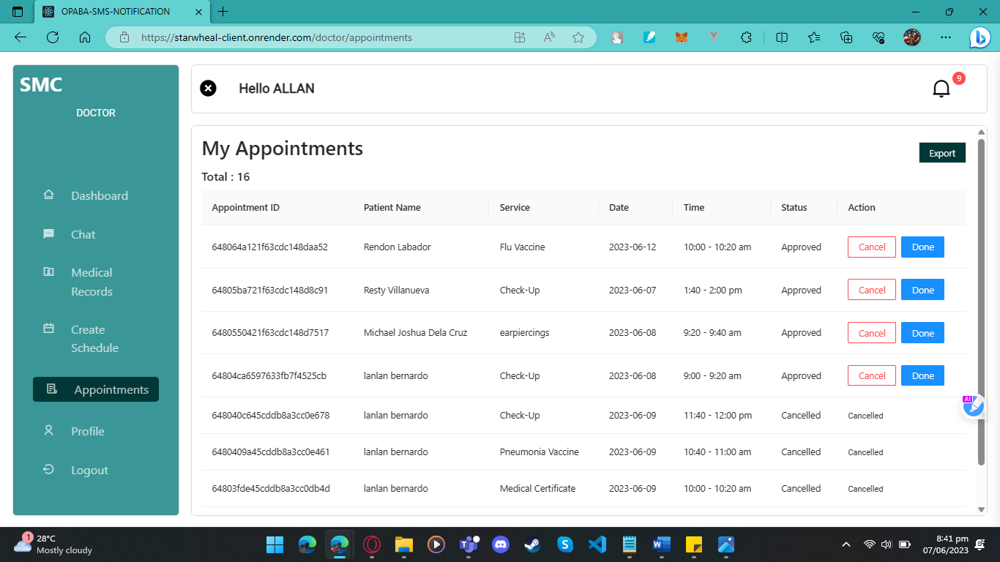 OPABA-SMS-NOTIFICATION
https://starwheal-client.onrender.com/doctor/appointments
SMC
DOCTOR
Dashboard
Chat
Medical
Records
Create
Schedule
Appointments
Profile
Logout
Hello ALLAN
9
My Appointments
Export
Total : 16
Appointment ID Patient Name Service Date Time Status Action
648064a121f63cdc148daa52 Rendon Labador Flu Vaccine 2023-06-12 10:00 - 10:20 am Approved Cancel Done
64805ba721f63cdc148d8c91 Resty Villanueva Check-Up 2023-06-07 1:40 - 2:00 pm Approved Cancel Done
6480550421f63cdc148d7517 Michael Joshua Dela Cruz earpiercings 2023-06-08 9:20 - 9:40 am Approved Cancel Done
64804ca6597633fb7f4525cb lanlan bernardo Check-Up 2023-06-08 9:00 - 9:20 am Approved Cancel Done
AI
648040c645cddb8a3cc0e678 lanlan bernardo Check-Up 2023-06-09 11:40 - 12:00 pm Cancelled Cancelled
6480409a45cddb8a3cc0e461 lanlan bernardo Pneumonia Vaccine 2023-06-09 10:40 - 11:00 am Cancelled Cancelled
64803fde45cddb8a3cc0db4d lanlan bernardo Medical Certificate 2023-06-09 10:00 - 10:20 am Cancelled Cancelled
1
28°C
Mostly cloudy
8:41 pm
07/06/2023